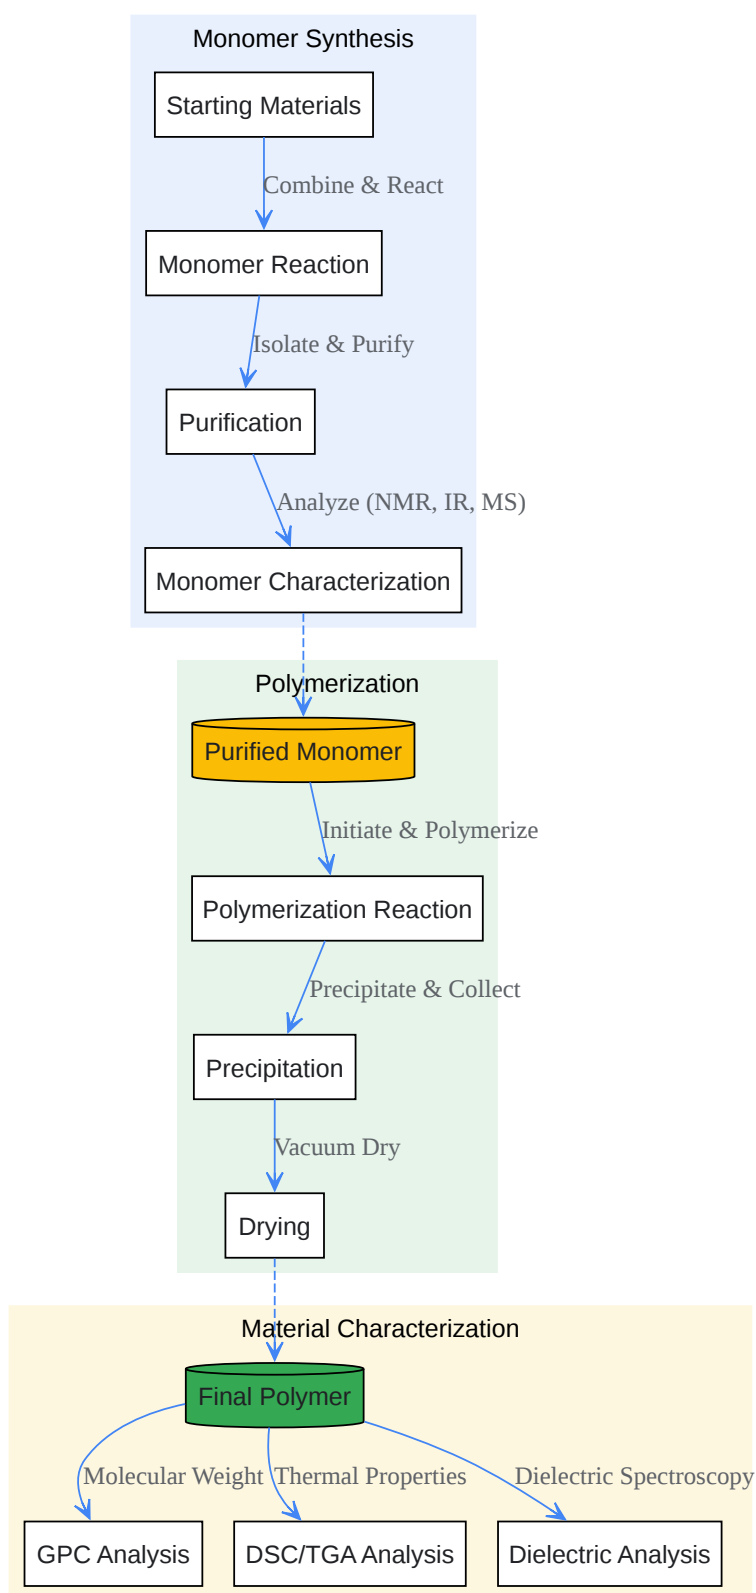 Monomer Synthesis
Starting Materials
Combine & React
Monomer Reaction
Isolate & Purify
Purification
Analyze (NMR, IR, MS)
Monomer Characterization
Polymerization
Purified Monomer
Initiate & Polymerize
Polymerization Reaction
Precipitate & Collect
Precipitation
Vacuum Dry
Drying
Material Characterization
Final Polymer
Molecular Weight
Thermal Properties
Dielectric Spectroscopy
GPC Analysis
DSC/TGA Analysis
Dielectric Analysis